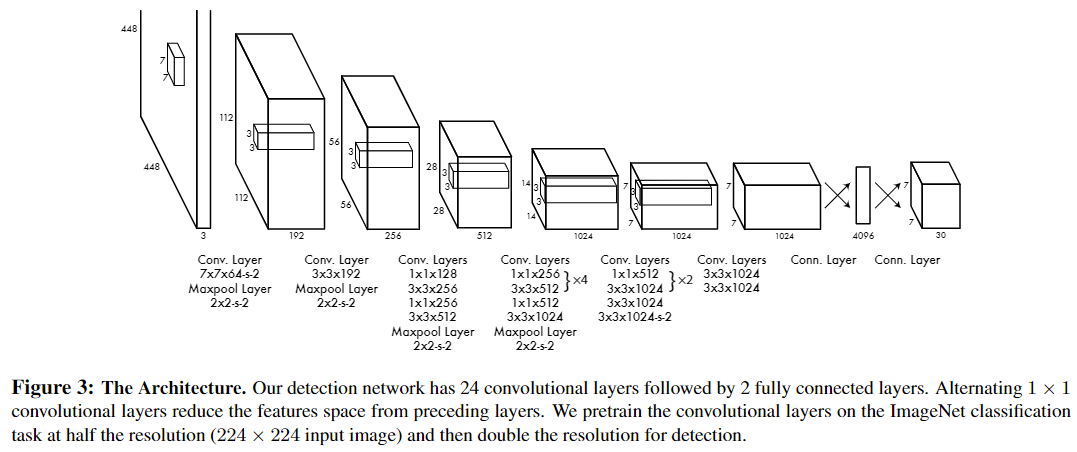 448
7
7
448
3
112
3
3
112
192
56
3
3
56
256
28
3
3
28
512
14
3
3
14
1024
7
3
3
7
1024
7
7
1024
4096
7
7
30
Conv. Layer
7x7x64-s-2
Maxpool Layer
2x2-s-2
Conv. Layer
3x3x192
Maxpool Layer
2x2-s-2
Conv. Layers
1x1x128
3x3x256
1x1x256
3x3x512
Maxpool Layer
2x2-s-2
Conv. Layers
1x1x256
3x3x512
}×4
1x1x512
3x3x1024
Maxpool Layer
2x2-s-2
Conv. Layers
1x1x512
3x3x1024
}×2
3x3x1024
3x3x1024-s-2
Conv. Layers
3x3x1024
3x3x1024
Conn. Layer
Conn. Layer
Figure 3: The Architecture. Our detection network has 24 convolutional layers followed by 2 fully connected layers. Alternating 1 × 1
convolutional layers reduce the features space from preceding layers. We pretrain the convolutional layers on the ImageNet classification
task at half the resolution (224 × 224 input image) and then double the resolution for detection.